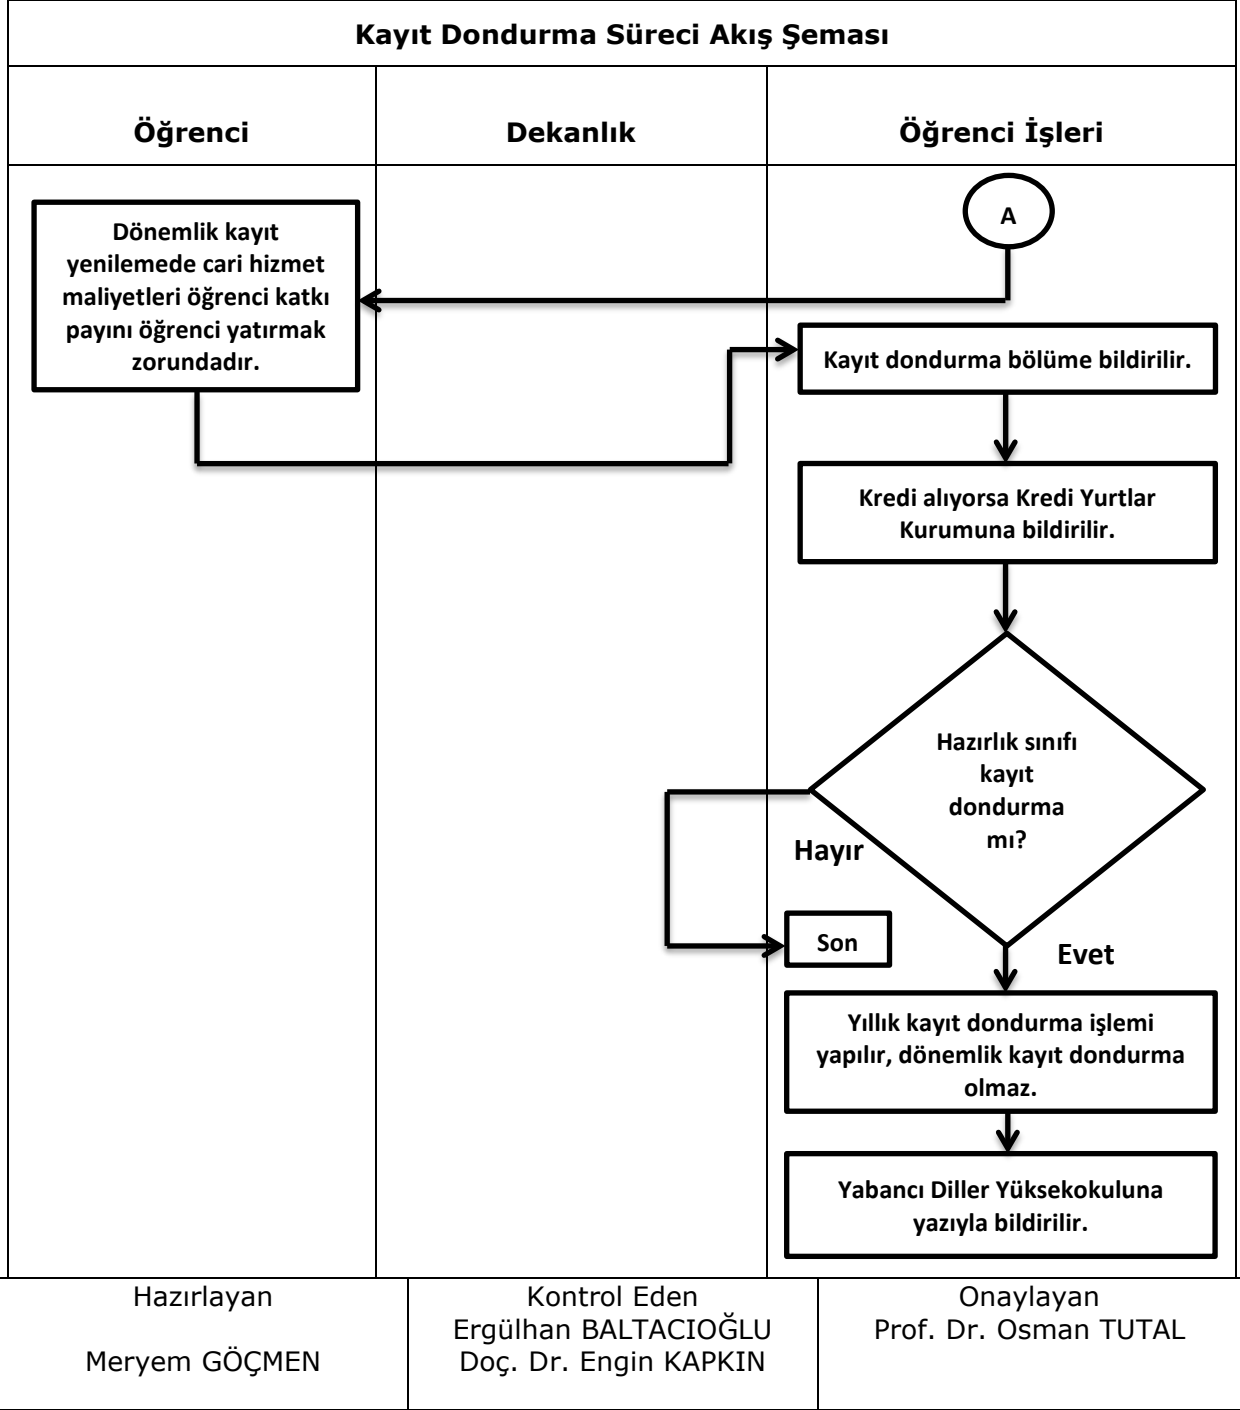 Kayıt Dondurma Süreci Akış Şeması
Öğrenci
Dekanlık
Öğrenci İşleri
A
Dönemlik kayıt
yenilemede cari hizmet
maliyetleri öğrenci katkı
payını öğrenci yatırmak
zorundadır.
Kayıt dondurma bölüme bildirilir.
Kredi alıyorsa Kredi Yurtlar
Kurumuna bildirilir.
Hazırlık sınıfı
kayıt
dondurma
mı?
Hayır
Son
Evet
Yıllık kayıt dondurma işlemi
yapılır, dönemlik kayıt dondurma
olmaz.
Yabancı Diller Yüksekokuluna
yazıyla bildirilir.
Hazırlayan
Meryem GÖÇMEN
Kontrol Eden
Ergülhan BALTACIOĞLU
Doç. Dr. Engin KAPKIN
Onaylayan
Prof. Dr. Osman TUTAL